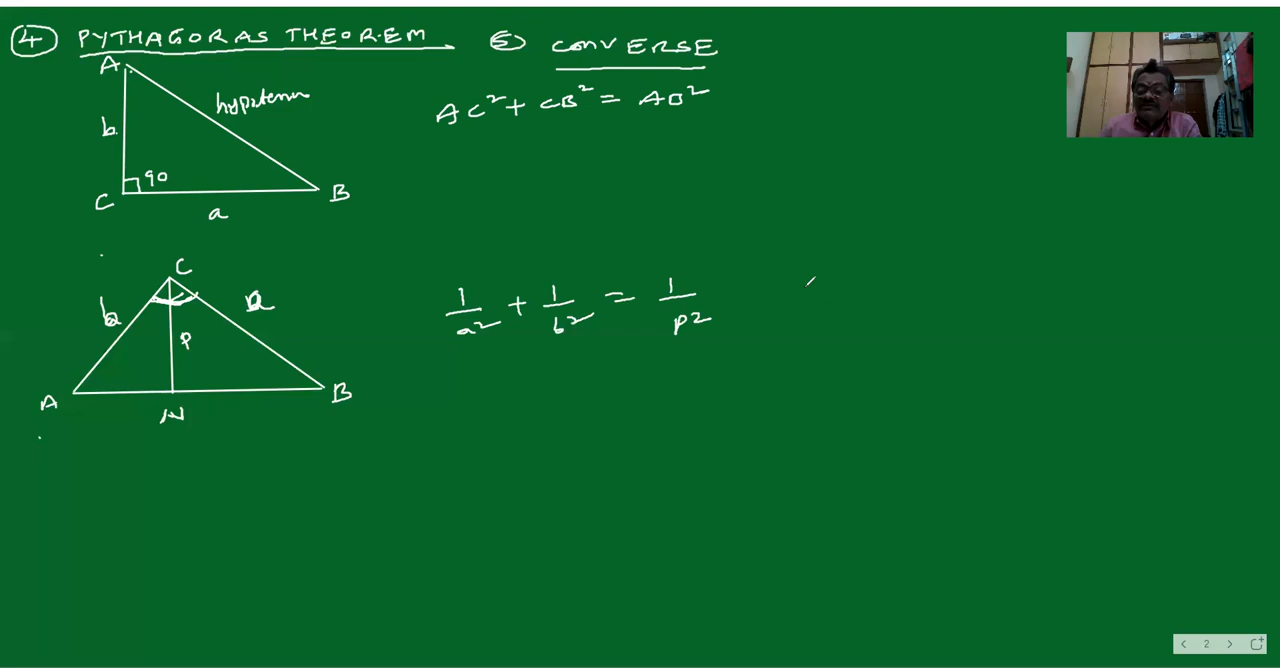 4 PYTHAGORAS THEOREM 5) CONVERSE
A
b
hypotenu
90
C
a
B
AC² + CB² = AB²
C
b
a
P
A
N
B
1/a² + 1/b² = 1/p²
2